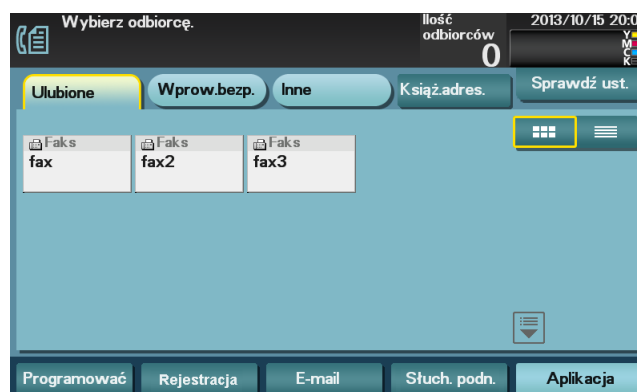 Wybierz odbiorcę.
Ilość
odbiorców
0
2013/10/15 20:0
Y
M
C
K
Ulubione
Wprow.bezp.
Inne
Książ.adres.
Sprawdź ust.
Faks
fax
Faks
fax2
Faks
fax3
Programować
Rejestracja
E-mail
Słuch. podn.
Aplikacja